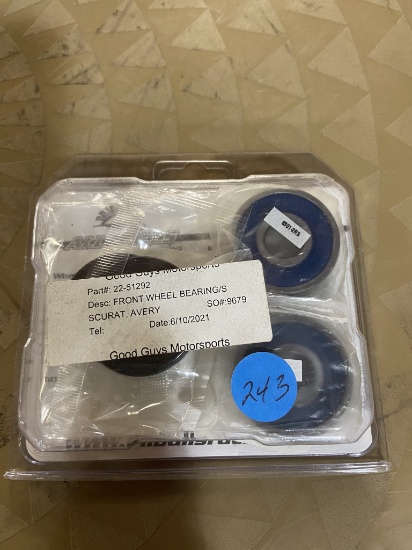 Good Guys Motorsports
Part#: 22-51292
Desc: FRONT WHEEL BEARING/S
SCURAT, AVERY SO#:9679
Tel: Date:6/10/2021
Good Guys Motorsports
243